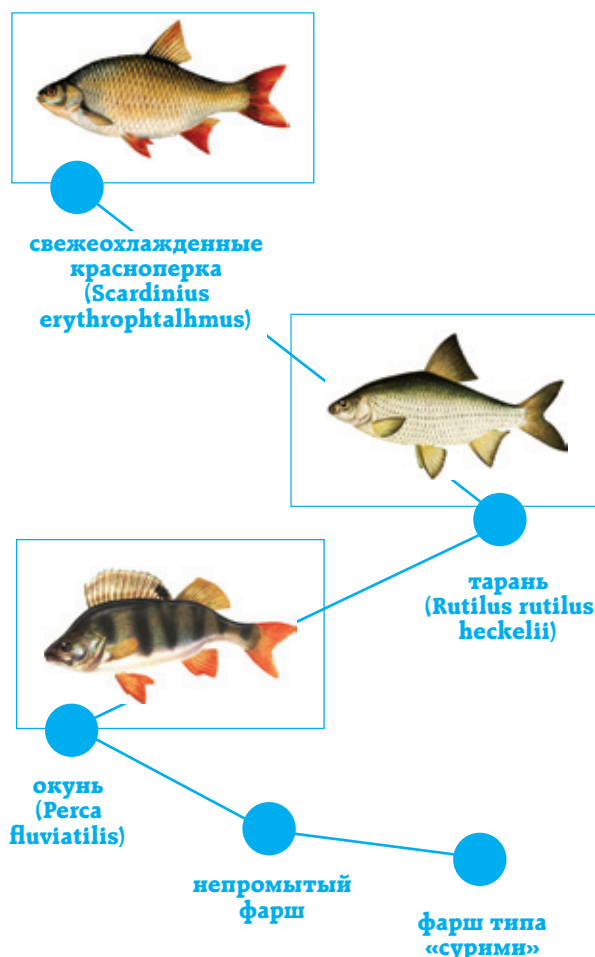 свежеохлажденные
красноперка
(Scardinius
erythrophtalhmus)
тарань
(Rutilus rutilus
heckelii)
окунь
(Perca
fluviatilis)
непромытый
фарш
фарш типа
«сурими»